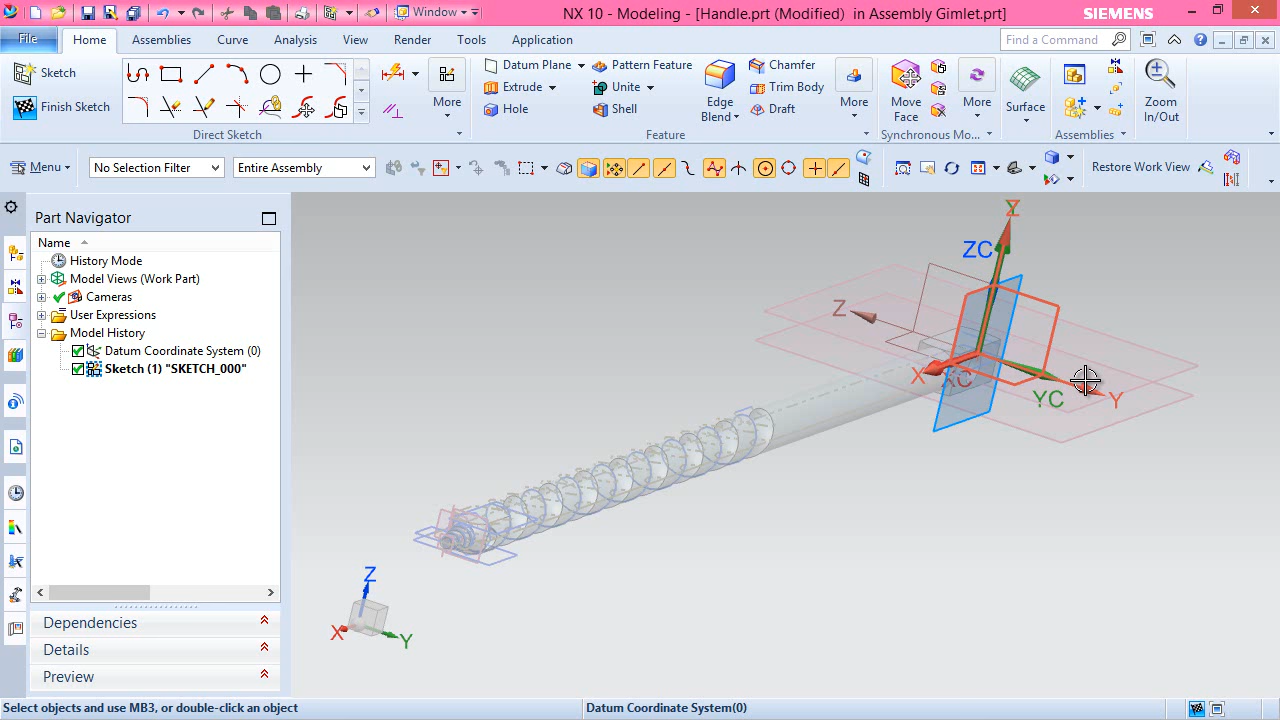 Window
NX 10 - Modeling - [Handle.prt (Modified) in Assembly Gimlet.prt]
SIEMENS
File
Home
Assemblies
Curve
Analysis
View
Render
Tools
Application
Find a Command
Sketch
Finish Sketch
More
Direct Sketch
Datum Plane
Extrude
Hole
Pattern Feature
Unite
Shell
Edge
Blend
Chamfer
Trim Body
Draft
More
Feature
Move
Face
More
Synchronous Mo...
Surface
Assemblies
Zoom
In/Out
Menu
No Selection Filter
Entire Assembly
Restore Work View
Part Navigator
Name
History Mode
Model Views (Work Part)
Cameras
User Expressions
Model History
Datum Coordinate System (0)
Sketch (1) "SKETCH_000"
Dependencies
Details
Preview
Z
ZC
Z
X
XC
YC
Y
Z
X
Y
Select objects and use MB3, or double-click an object
Datum Coordinate System(0)